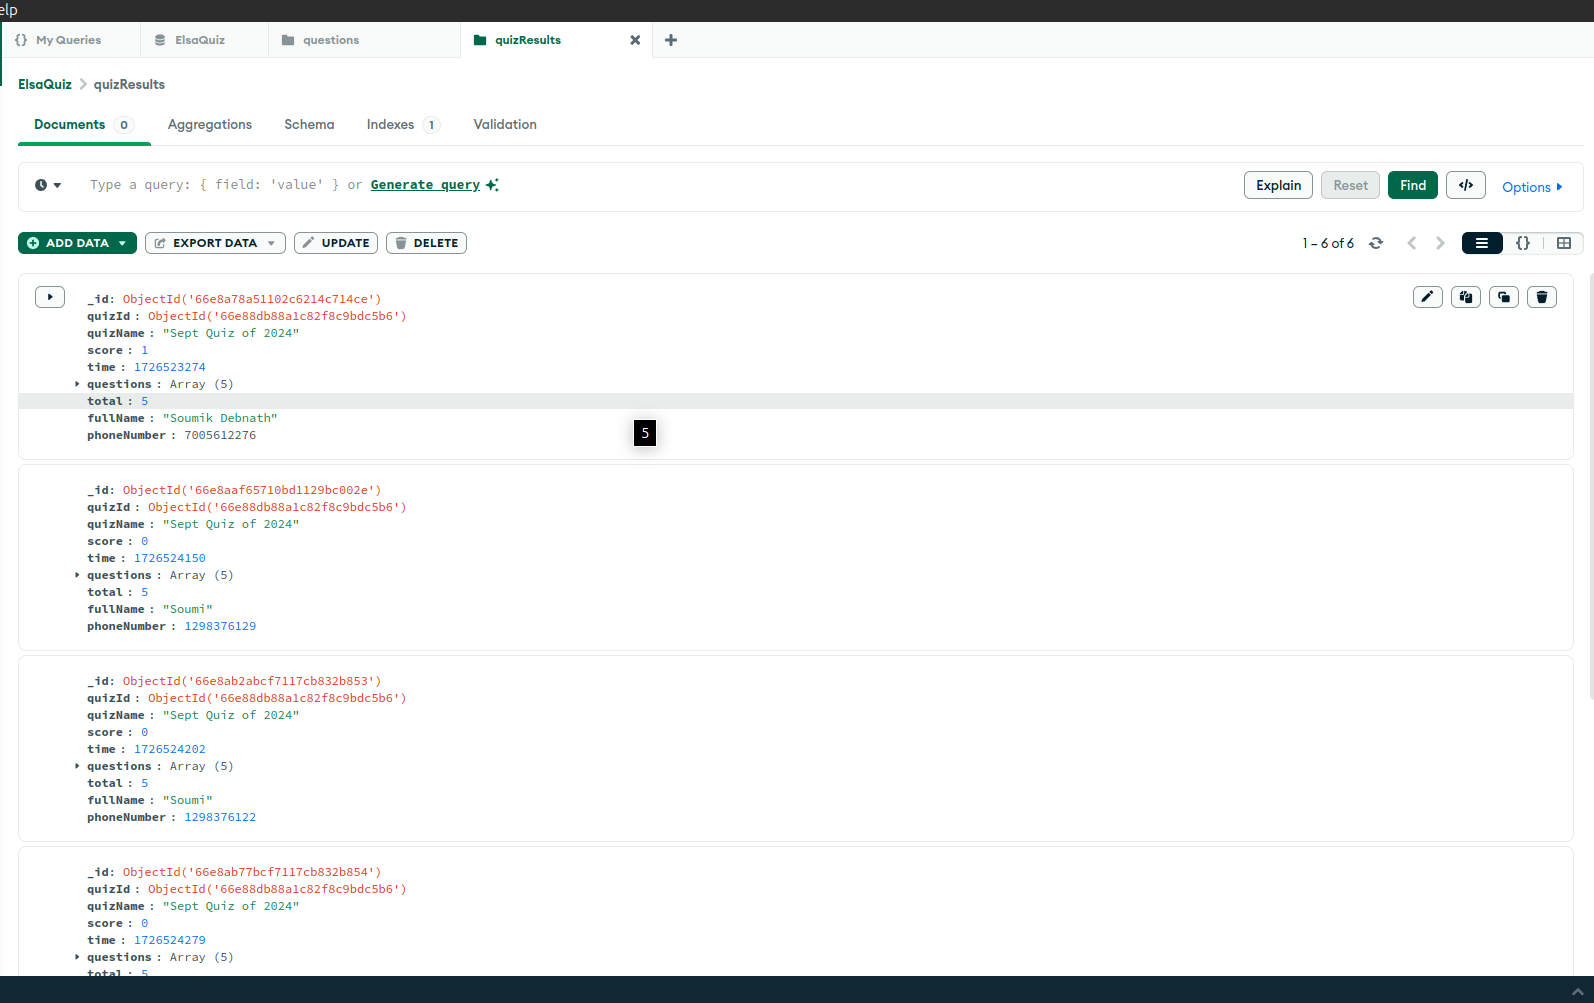 elp
My Queries ElsaQuiz questions quizResults
ElsaQuiz > quizResults
Documents 0 Aggregations Schema Indexes 1 Validation
Type a query: { field: 'value' } or Generate query
Explain Reset Find </> Options
ADD DATA EXPORT DATA UPDATE DELETE 1 – 6 of 6 {}
_id: ObjectId('66e8a78a51102c6214c714ce')
quizId : ObjectId('66e88db88a1c82f8c9bdc5b6')
quizName : "Sept Quiz of 2024"
score : 1
time : 1726523274
questions : Array (5)
total : 5
fullName : "Soumik Debnath"
phoneNumber : 7005612276
5
_id: ObjectId('66e8aaf65710bd1129bc002e')
quizId : ObjectId('66e88db88a1c82f8c9bdc5b6')
quizName : "Sept Quiz of 2024"
score : 0
time : 1726524150
questions : Array (5)
total : 5
fullName : "Soumi"
phoneNumber : 1298376129
_id: ObjectId('66e8ab2abcf7117cb832b853')
quizId : ObjectId('66e88db88a1c82f8c9bdc5b6')
quizName : "Sept Quiz of 2024"
score : 0
time : 1726524202
questions : Array (5)
total : 5
fullName : "Soumi"
phoneNumber : 1298376122
_id: ObjectId('66e8ab77bcf7117cb832b854')
quizId : ObjectId('66e88db88a1c82f8c9bdc5b6')
quizName : "Sept Quiz of 2024"
score : 0
time : 1726524279
questions : Array (5)
total : 5